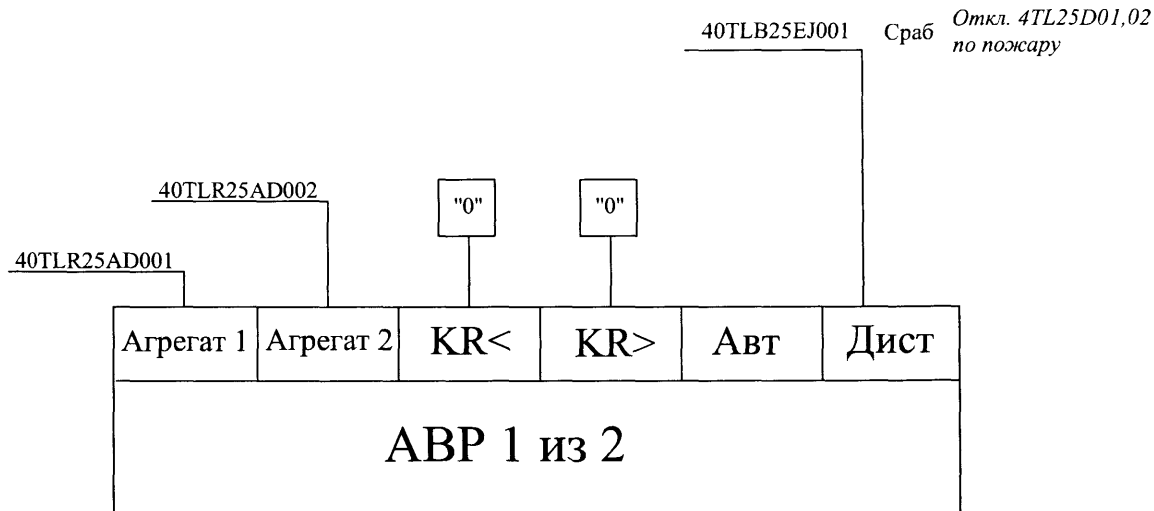 40TLB25EJ001 Сраб Откл. 4TL25D01,02
по пожару
40TLR25AD002
"0" "0"
40TLR25AD001
Агрегат 1 Агрегат 2 KR< KR> Авт Дист
АВР 1 из 2